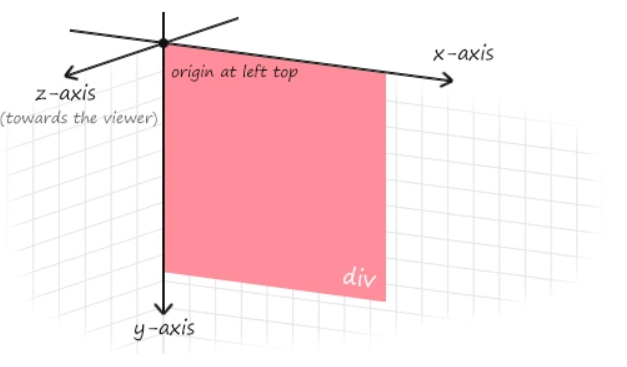 x-axis
origin at left top
z-axis
(towards the viewer)
div
y-axis